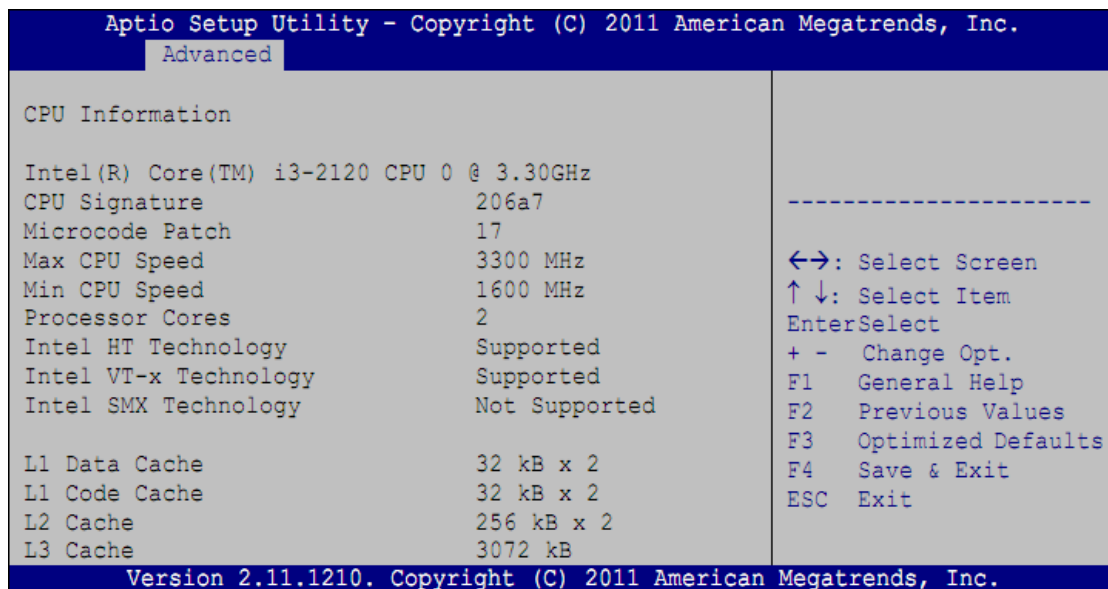 Aptio Setup Utility - Copyright (C) 2011 American Megatrends, Inc.
Advanced
CPU Information
Intel(R) Core(TM) i3-2120 CPU 0 @ 3.30GHz
CPU Signature 206a7
Microcode Patch 17
Max CPU Speed 3300 MHz
Min CPU Speed 1600 MHz
Processor Cores 2
Intel HT Technology Supported
Intel VT-x Technology Supported
Intel SMX Technology Not Supported
L1 Data Cache 32 kB x 2
L1 Code Cache 32 kB x 2
L2 Cache 256 kB x 2
L3 Cache 3072 kB
----------------------
←→: Select Screen
↑ ↓: Select Item
EnterSelect
+ - Change Opt.
F1 General Help
F2 Previous Values
F3 Optimized Defaults
F4 Save & Exit
ESC Exit
Version 2.11.1210. Copyright (C) 2011 American Megatrends, Inc.